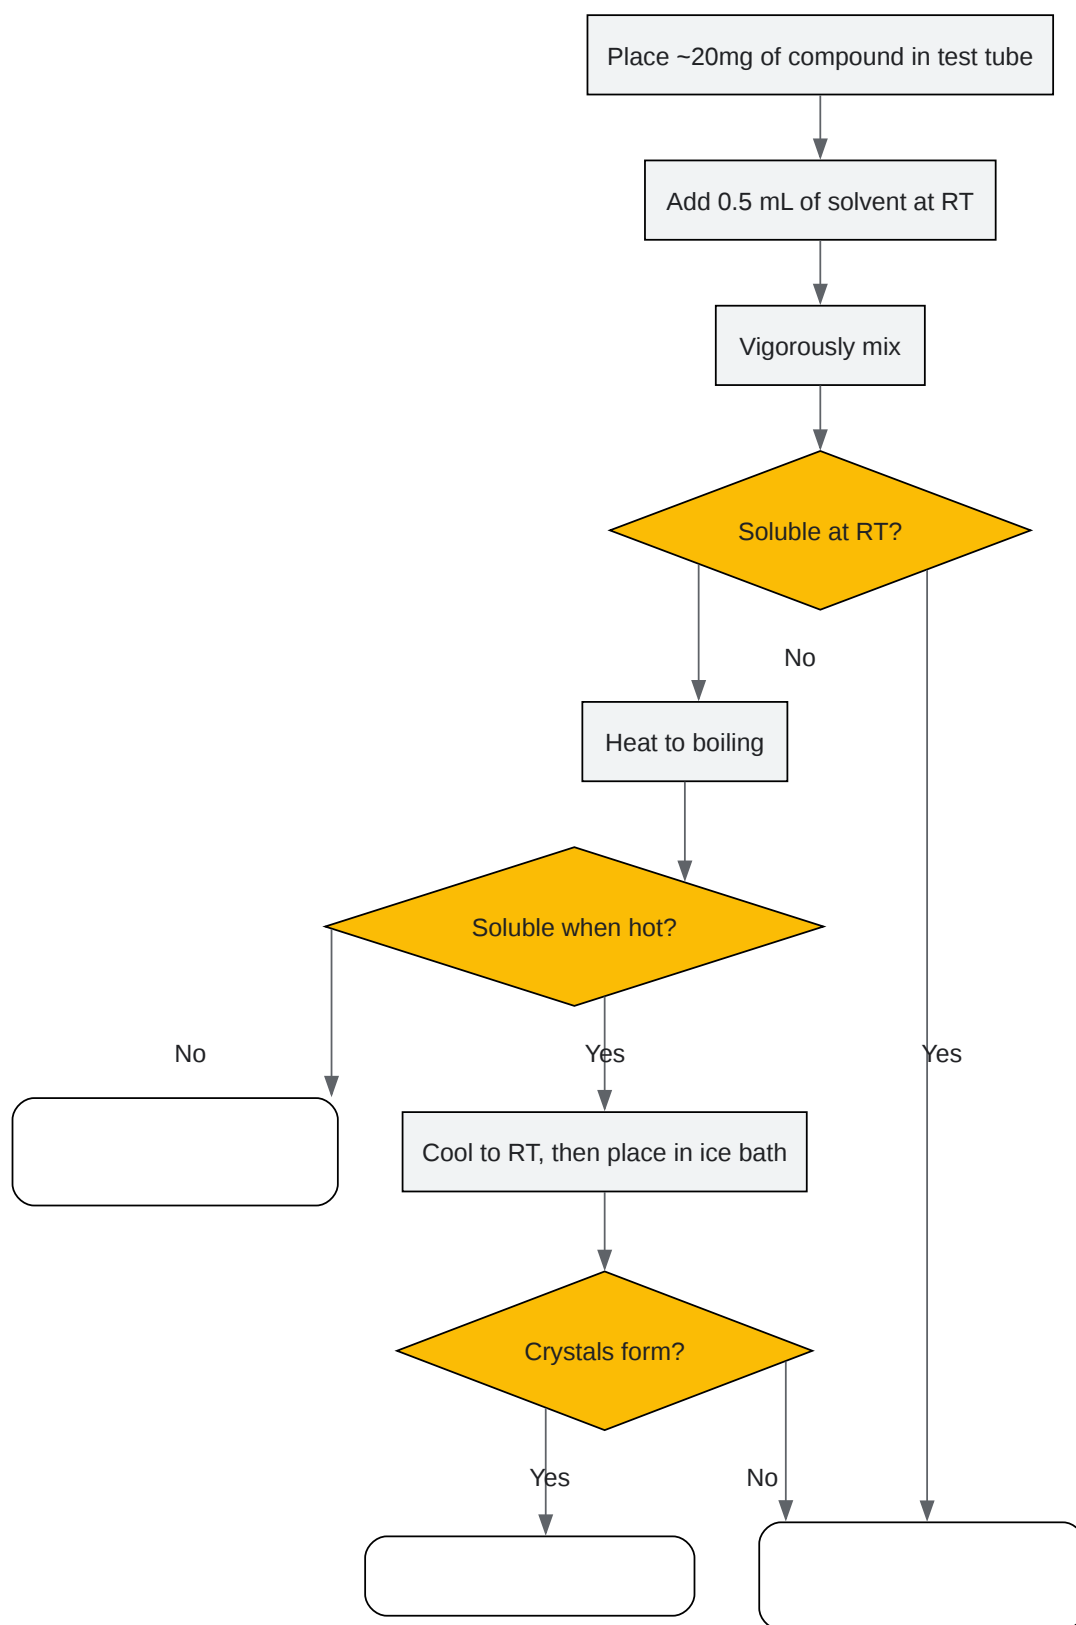 Place ~20mg of compound in test tube
Add 0.5 mL of solvent at RT
Vigorously mix
Soluble at RT?
No
Heat to boiling
Soluble when hot?
No
Yes
Yes
Cool to RT, then place in ice bath
Crystals form?
Yes
No